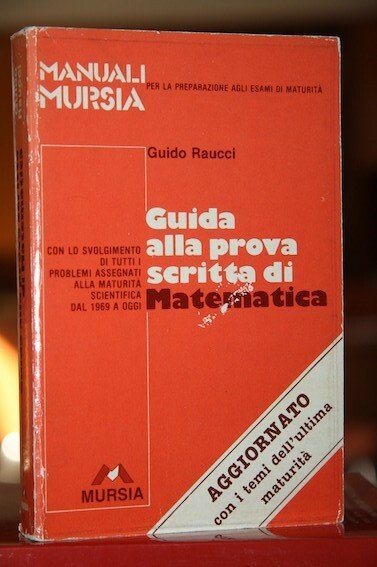 MANUALI
MURSIA
PER LA PREPARAZIONE AGLI ESAMI DI MATURITÀ
Guido Raucci
Guida
alla prova
scritta di
Matematica
CON LO SVOLGIMENTO
DI TUTTI I
PROBLEMI ASSEGNATI
ALLA MATURITÀ
SCIENTIFICA
DAL 1969 A OGGI
AGGIORNATO
con i temi dell'ultima
maturità
MURSIA